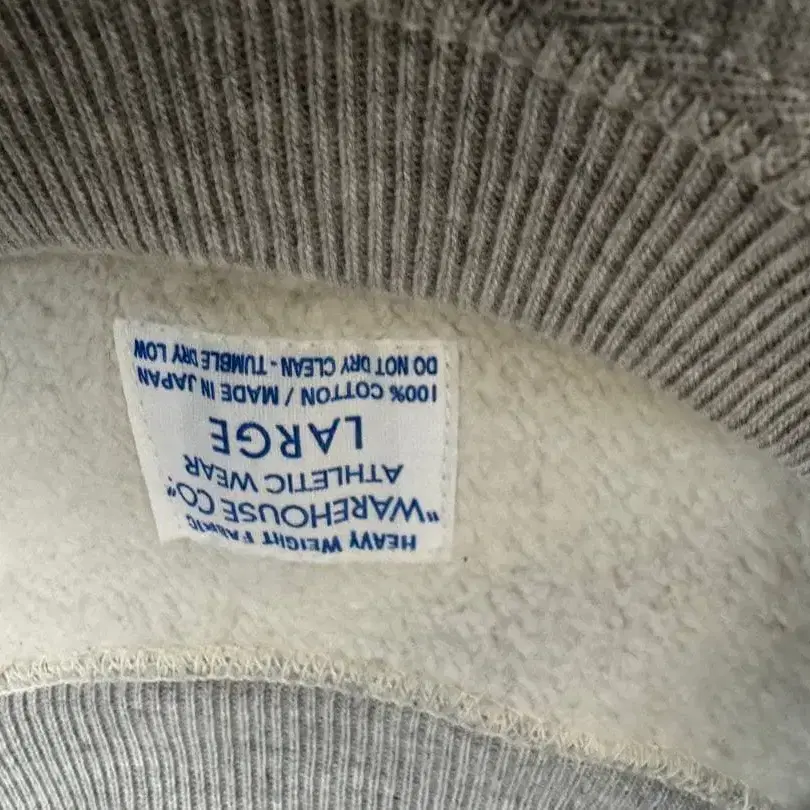 HEAVY WEIGHT FABRIC
"WAREHOUSE CO."
ATHLETIC WEAR
LARGE
100% COTTON / MADE IN JAPAN
DO NOT DRY CLEAN - TUMBLE DRY LOW